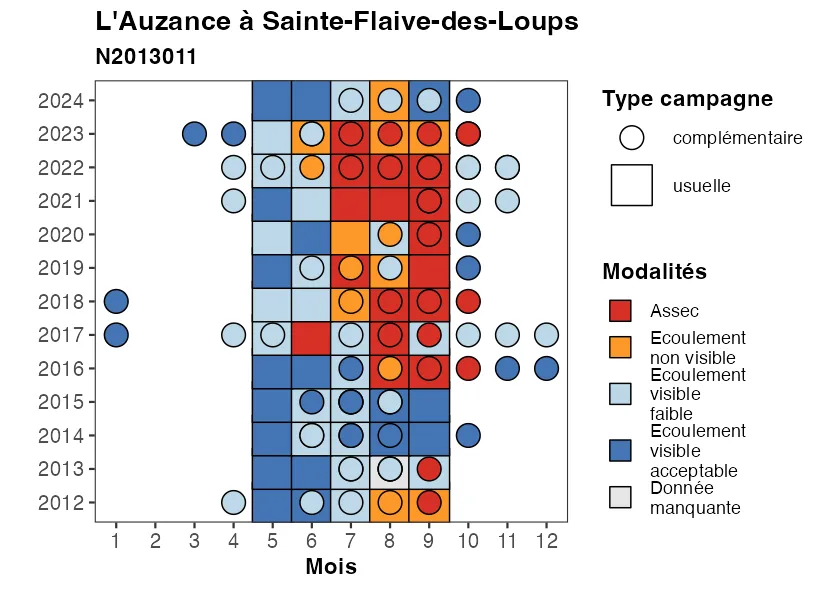 L'Auzance à Sainte-Flaive-des-Loups
N2013011
2024
2023
2022
2021
2020
2019
2018
2017
2016
2015
2014
2013
2012
1 2 3 4 5 6 7 8 9 10 11 12
Mois
Type campagne
complémentaire
usuelle
Modalités
Assec
Ecoulement
non visible
Ecoulement
visible
faible
Ecoulement
visible
acceptable
Donnée
manquante